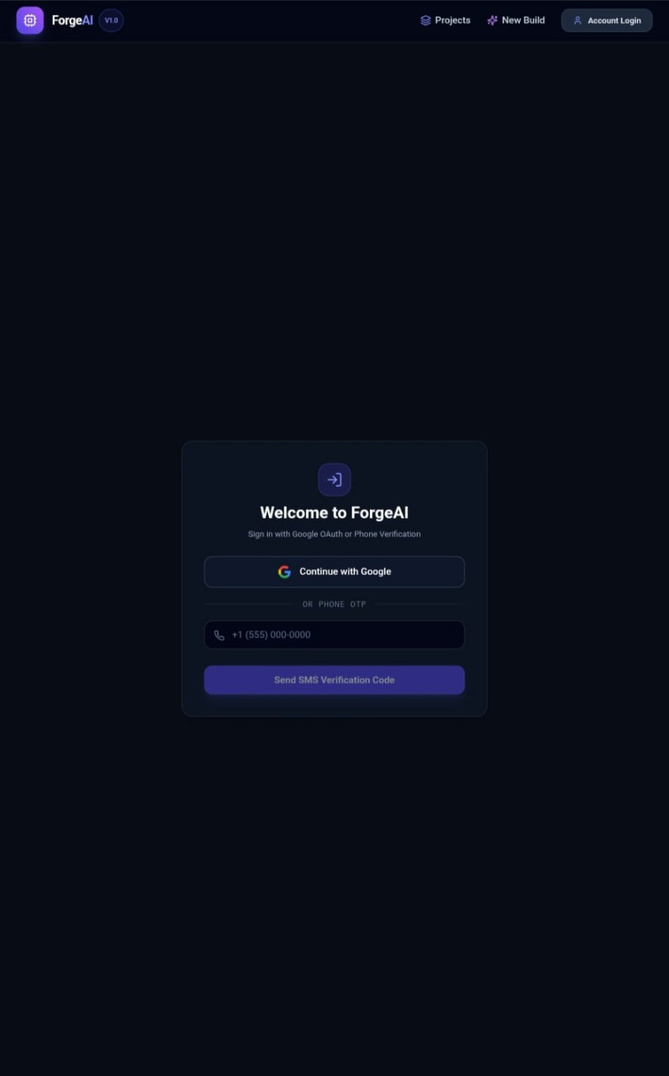 ForgeAI V1.0 Projects New Build Account Login
Welcome to ForgeAI
Sign in with Google OAuth or Phone Verification
Continue with Google
OR PHONE OTP
+1 (555) 000-0000
Send SMS Verification Code